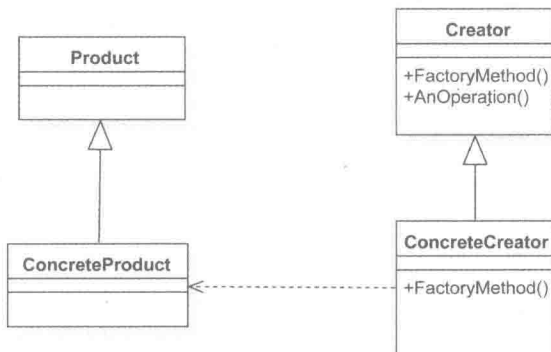 Product
Creator
+FactoryMethod()
+AnOperation()
ConcreteProduct
ConcreteCreator
+FactoryMethod()